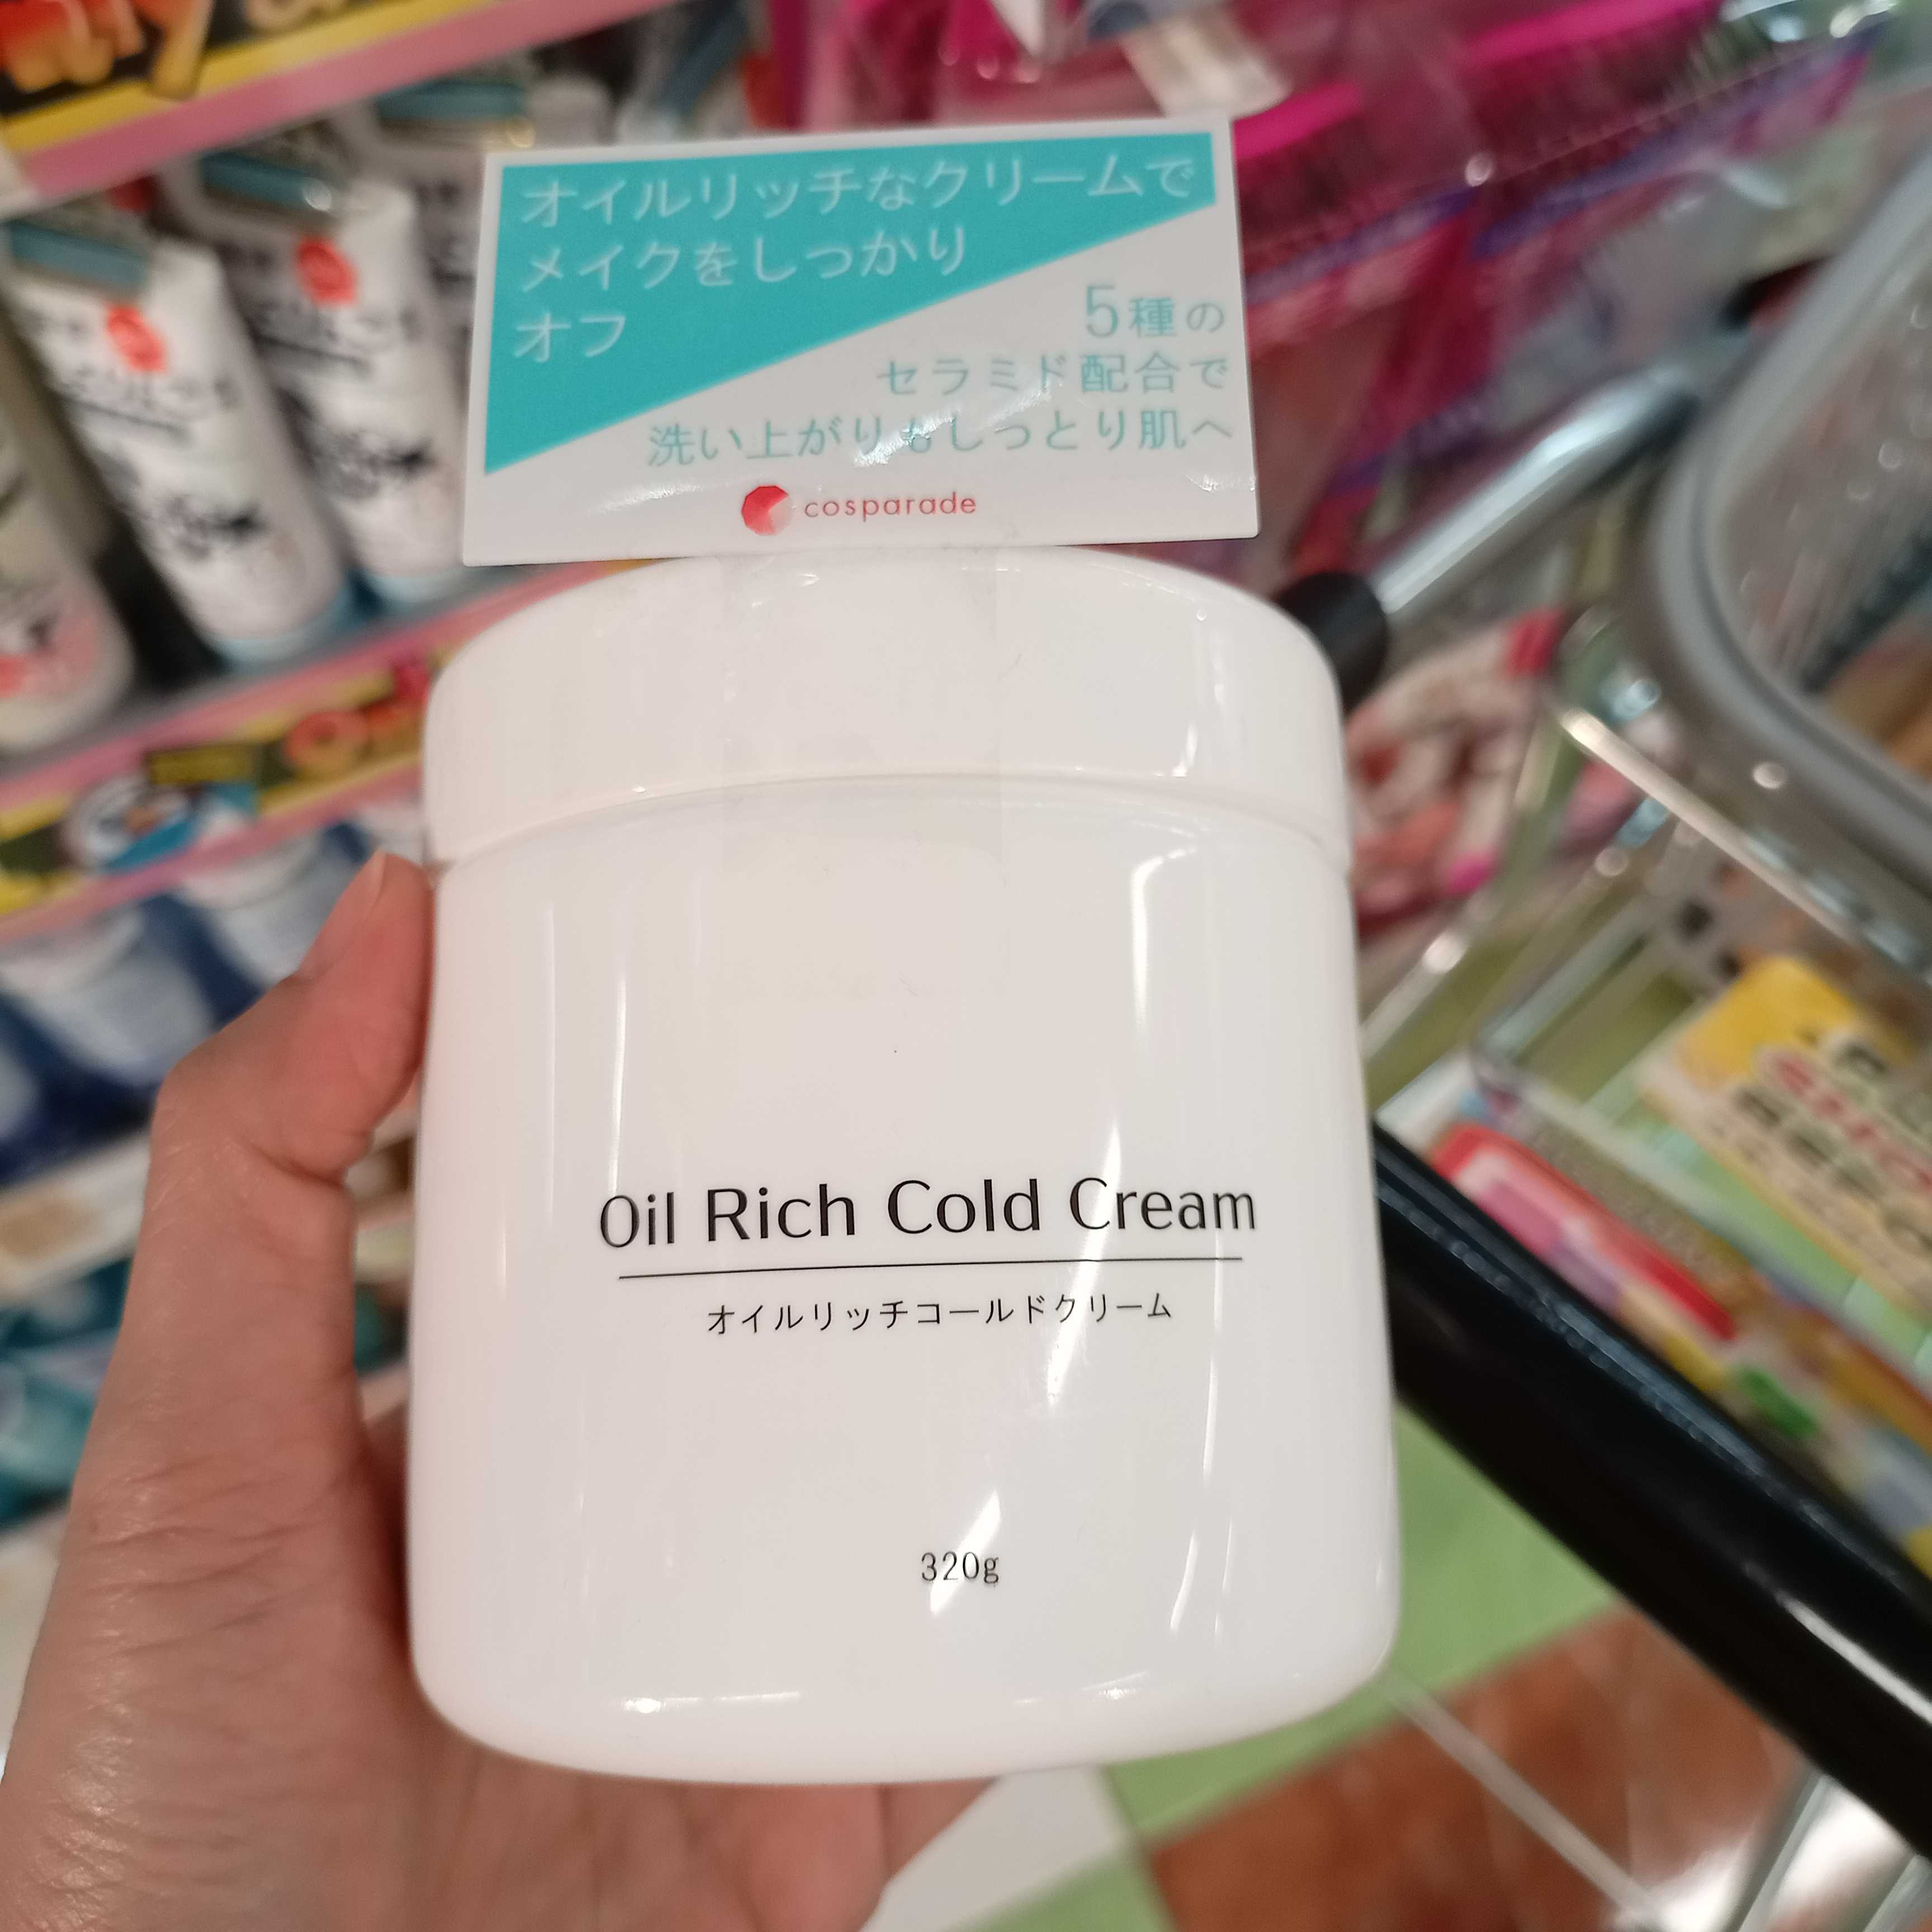 オイルリッチなクリームで
メイクをしっかり
オフ
5種の
セラミド配合で
洗い上がりもしっとり肌へ
cosparade
Oil Rich Cold Cream
オイルリッチコールドクリーム
320g